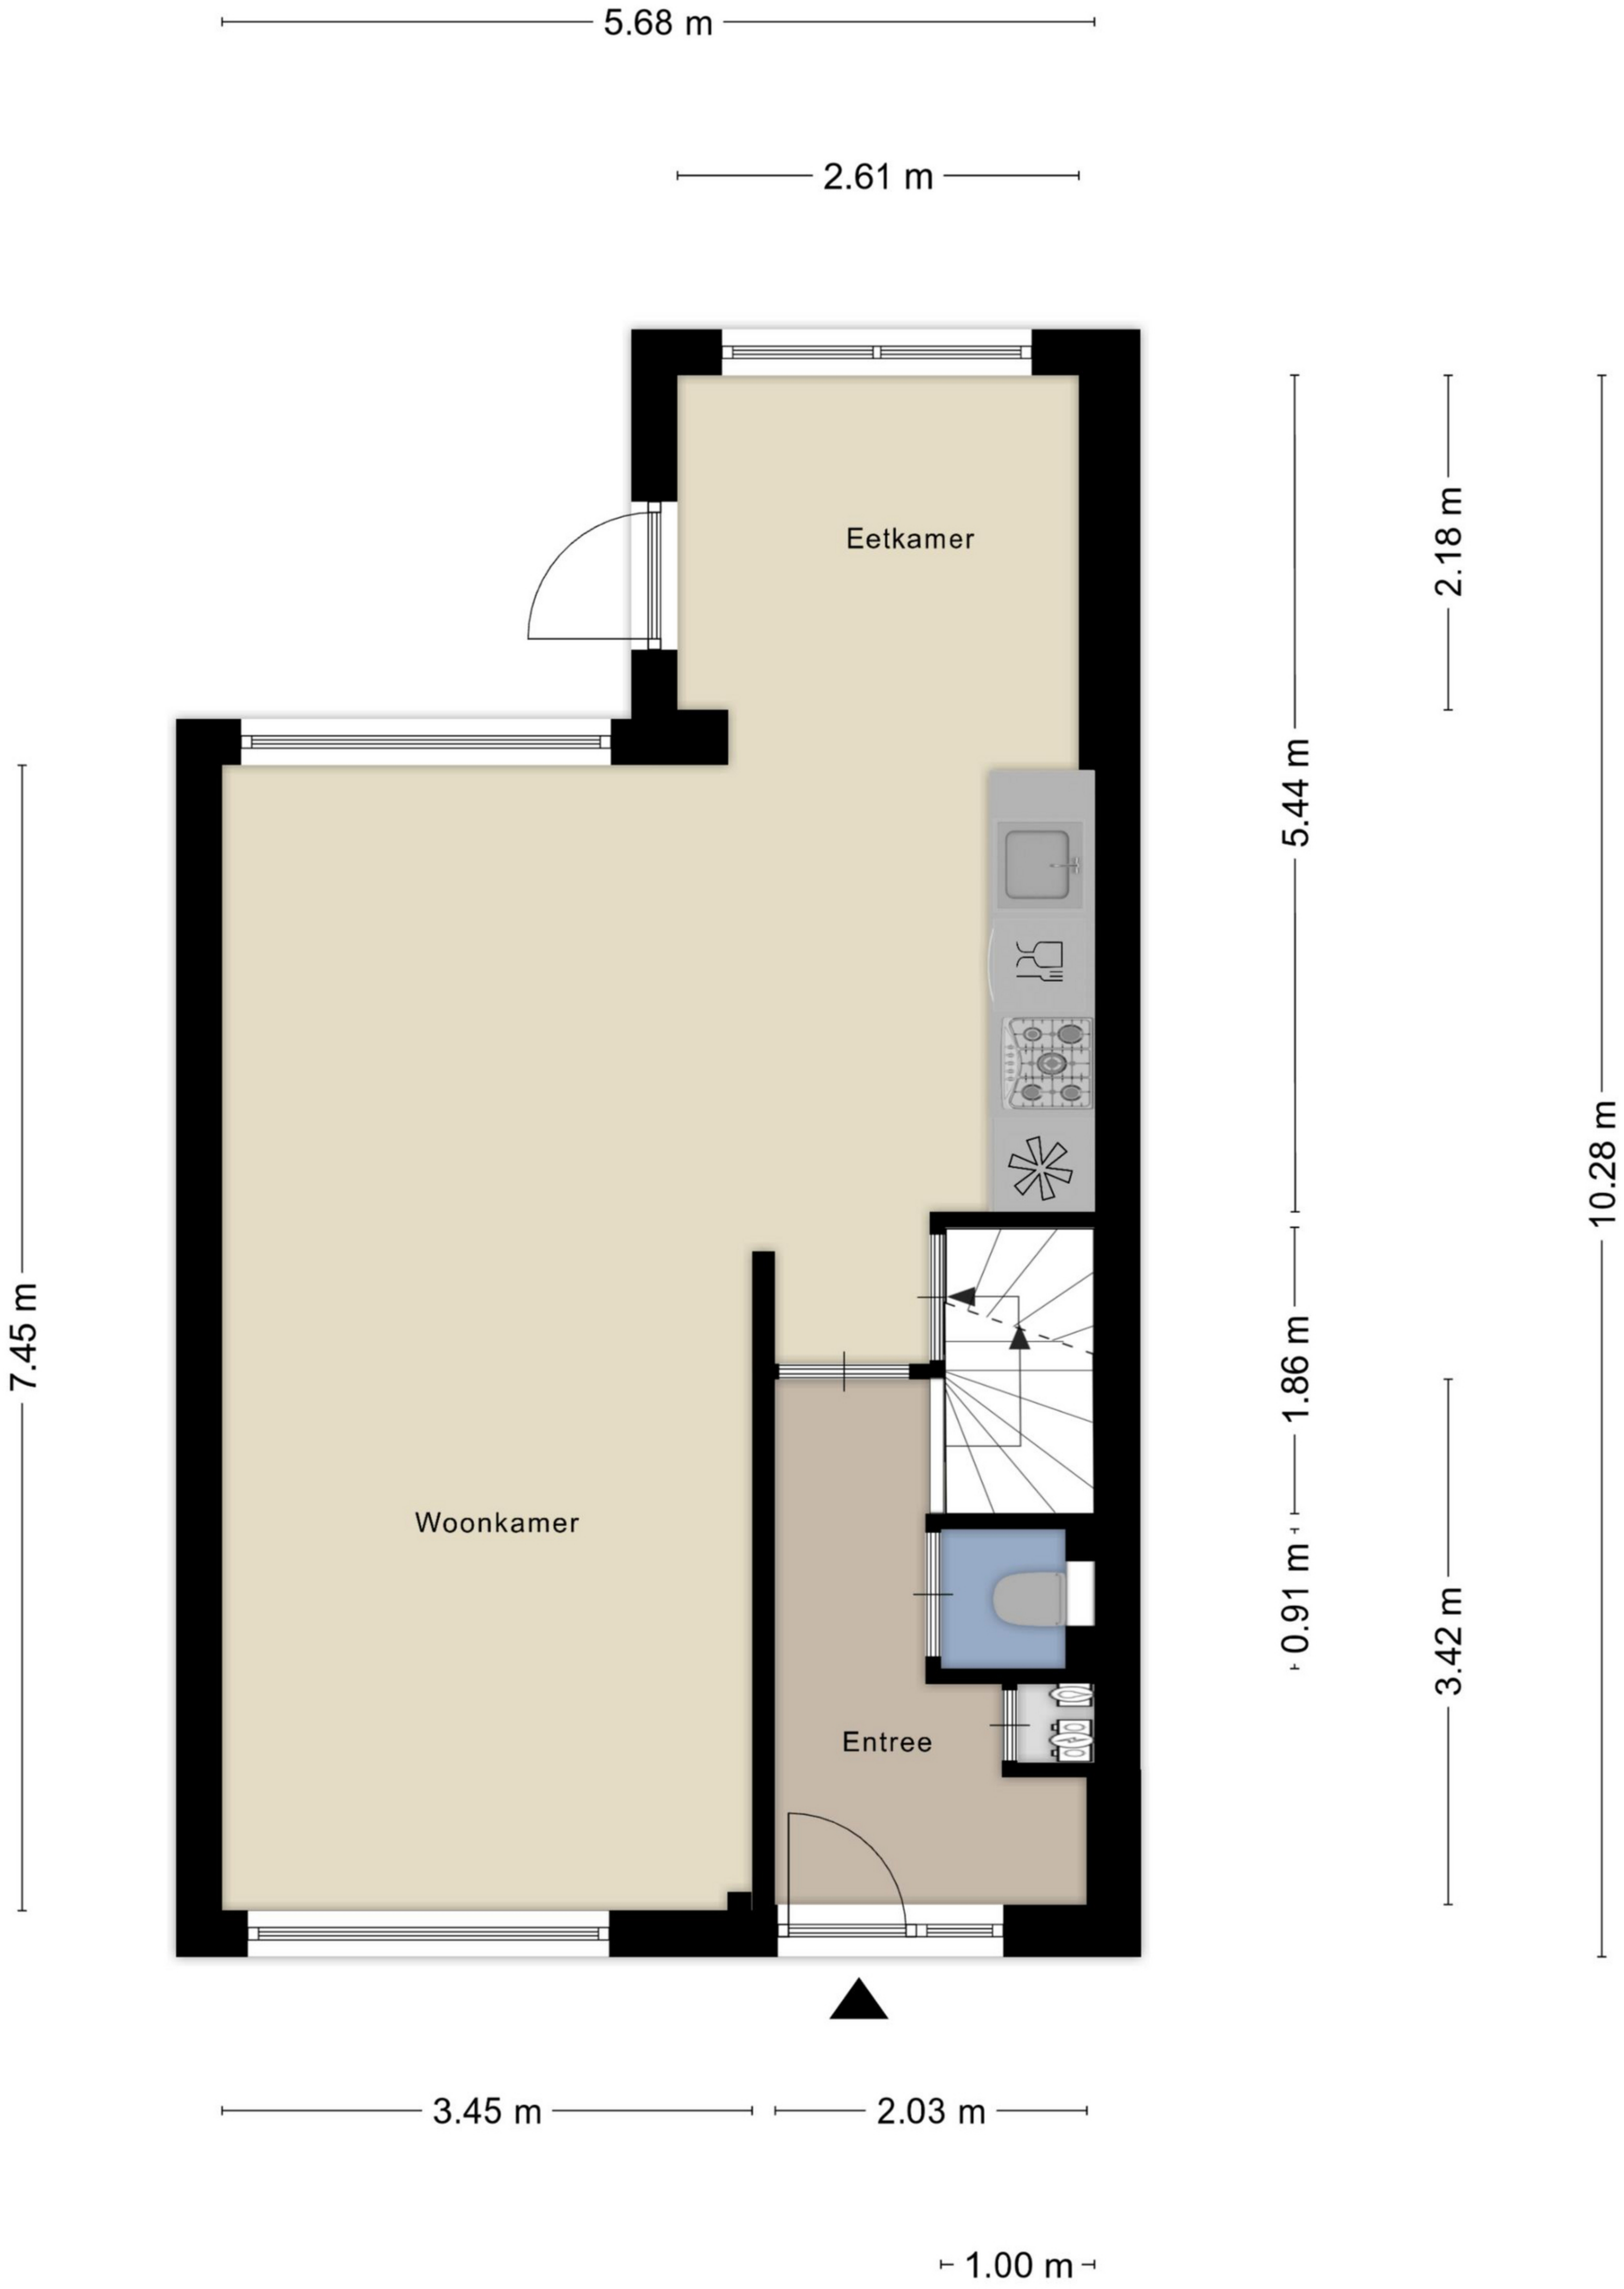 5.68 m
2.61 m
Eetkamer
2.18 m
5.44 m
10.28 m
7.45 m
1.86 m
Woonkamer
0.91 m
3.42 m
Entree
3.45 m
2.03 m
1.00 m